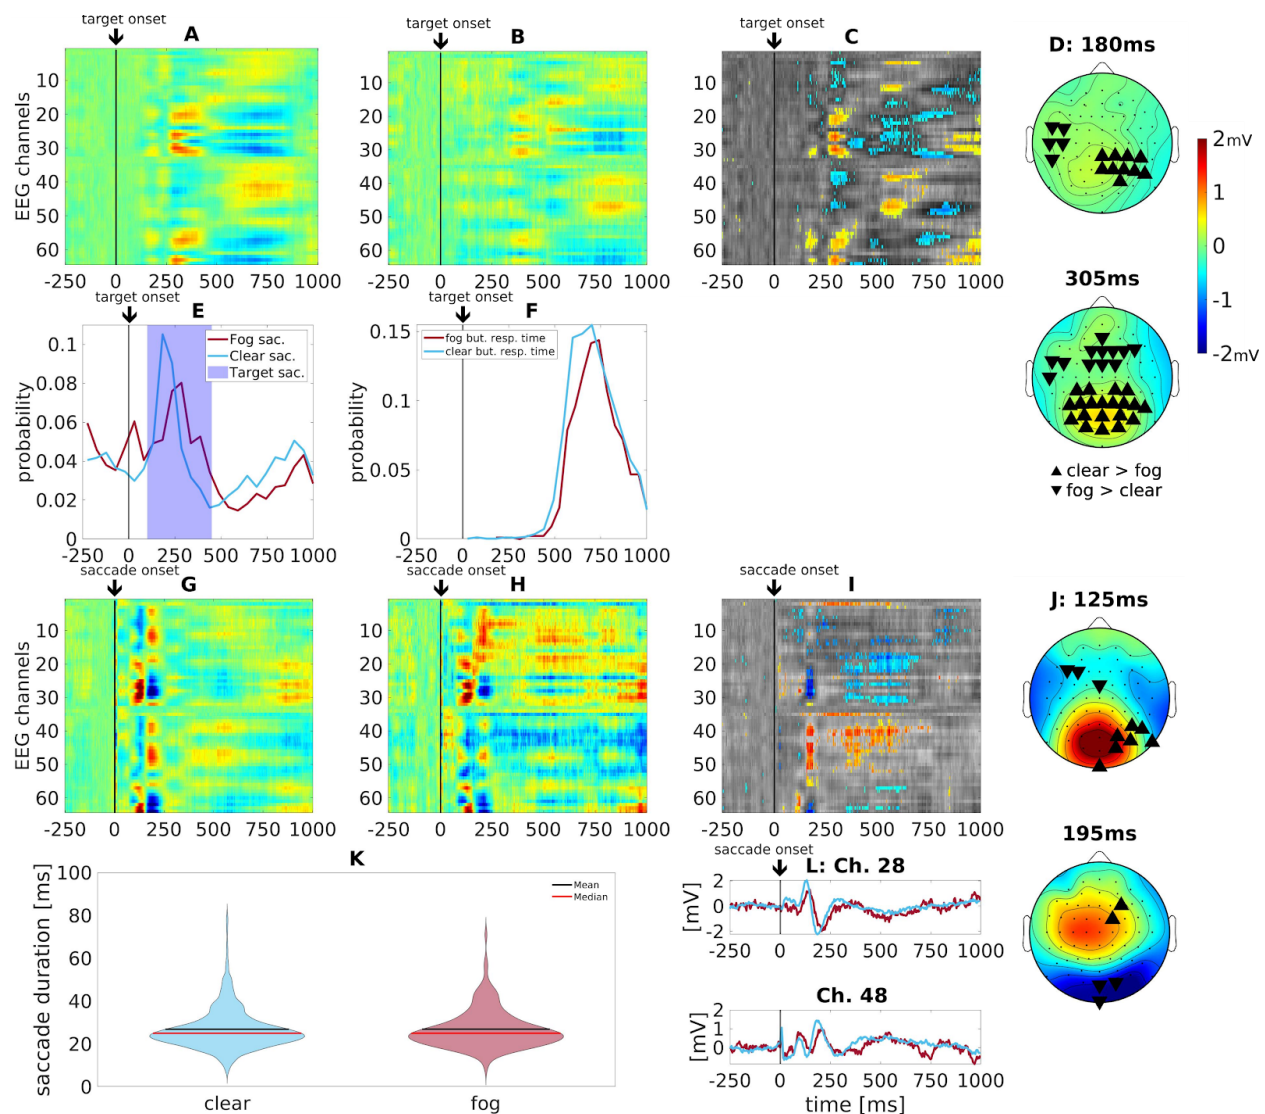 target onset
A
EEG channels
10
20
30
40
50
60
-250 0 250 500 750 1000
target onset
B
10
20
30
40
50
60
-250 0 250 500 750 1000
target onset
C
10
20
30
40
50
60
-250 0 250 500 750 1000
D: 180ms
2mV
1
0
-1
-2mV
305ms
▲ clear > fog
▼ fog > clear
target onset
E
probability
0.1
0.08
0.06
0.04
0.02
0
Fog sac.
Clear sac.
Target sac.
-250 0 250 500 750 1000
target onset
F
probability
0.15
0.1
0.05
0
fog but. resp. time
clear but. resp. time
-250 0 250 500 750 1000
saccade onset
G
EEG channels
10
20
30
40
50
60
-250 0 250 500 750 1000
saccade onset
H
10
20
30
40
50
60
-250 0 250 500 750 1000
saccade onset
I
10
20
30
40
50
60
-250 0 250 500 750 1000
J: 125ms
195ms
K
saccade duration [ms]
100
80
60
40
20
0
Mean
Median
clear fog
saccade onset
L: Ch. 28
[mV]
2
0
-2
-250 0 250 500 750 1000
Ch. 48
[mV]
2
1
0
-250 0 250 500 750 1000
time [ms]